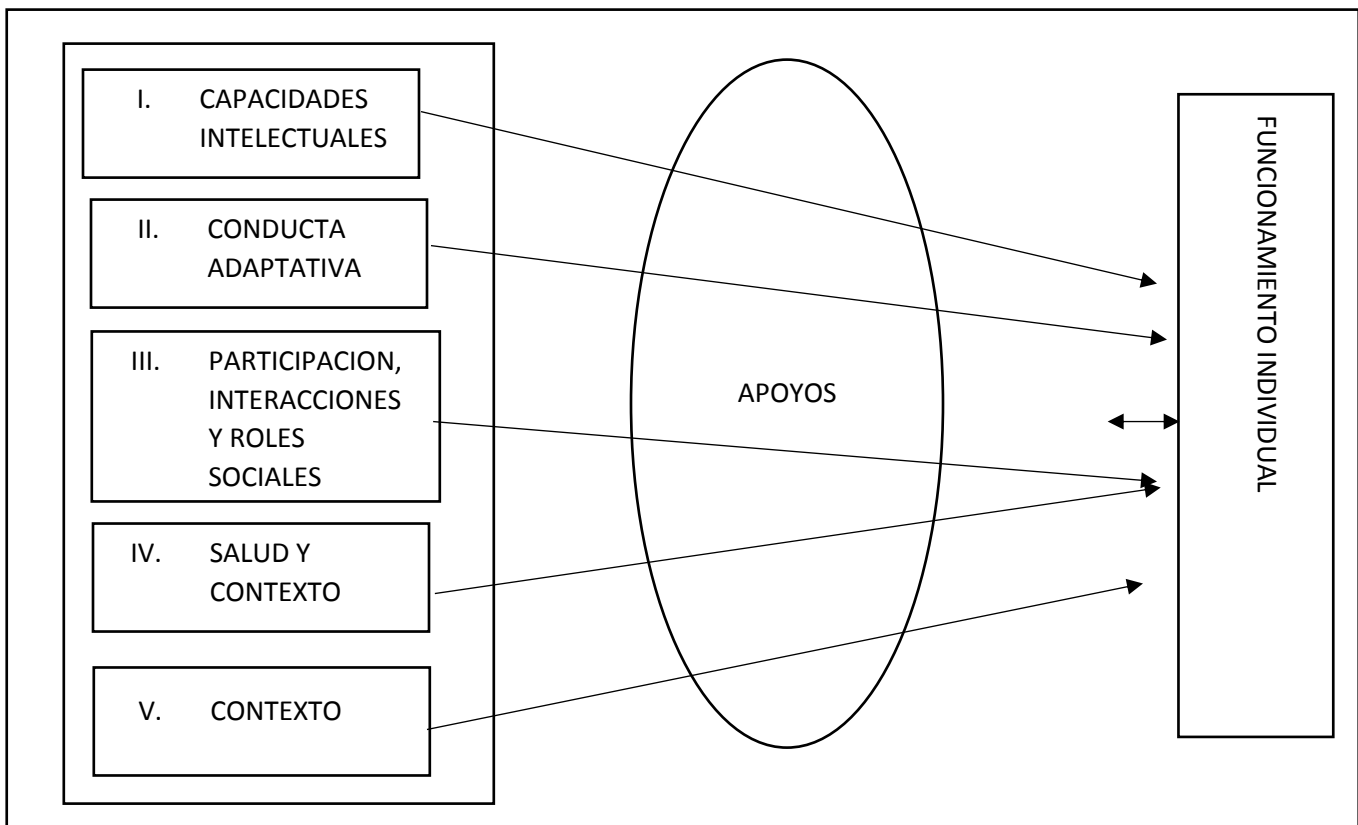 I. CAPACIDADES
INTELECTUALES
II. CONDUCTA
ADAPTATIVA
III. PARTICIPACION,
INTERACCIONES
Y ROLES
SOCIALES
IV. SALUD Y
CONTEXTO
V. CONTEXTO
APOYOS
FUNCIONAMIENTO INDIVIDUAL